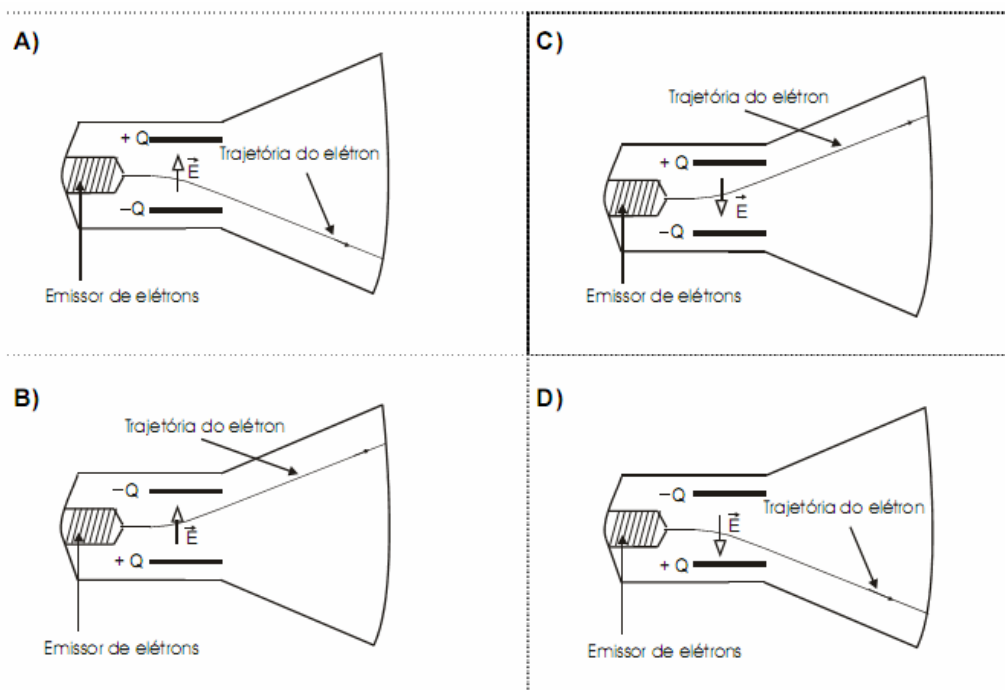 A)
+ Q
Trajetória do elétron
E
−Q
Emissor de elétrons
B)
Trajetória do elétron
−Q
E
+ Q
Emissor de elétrons
C)
Trajetória do elétron
+ Q
E
−Q
Emissor de elétrons
D)
−Q
Trajetória do elétron
E
+ Q
Emissor de elétrons